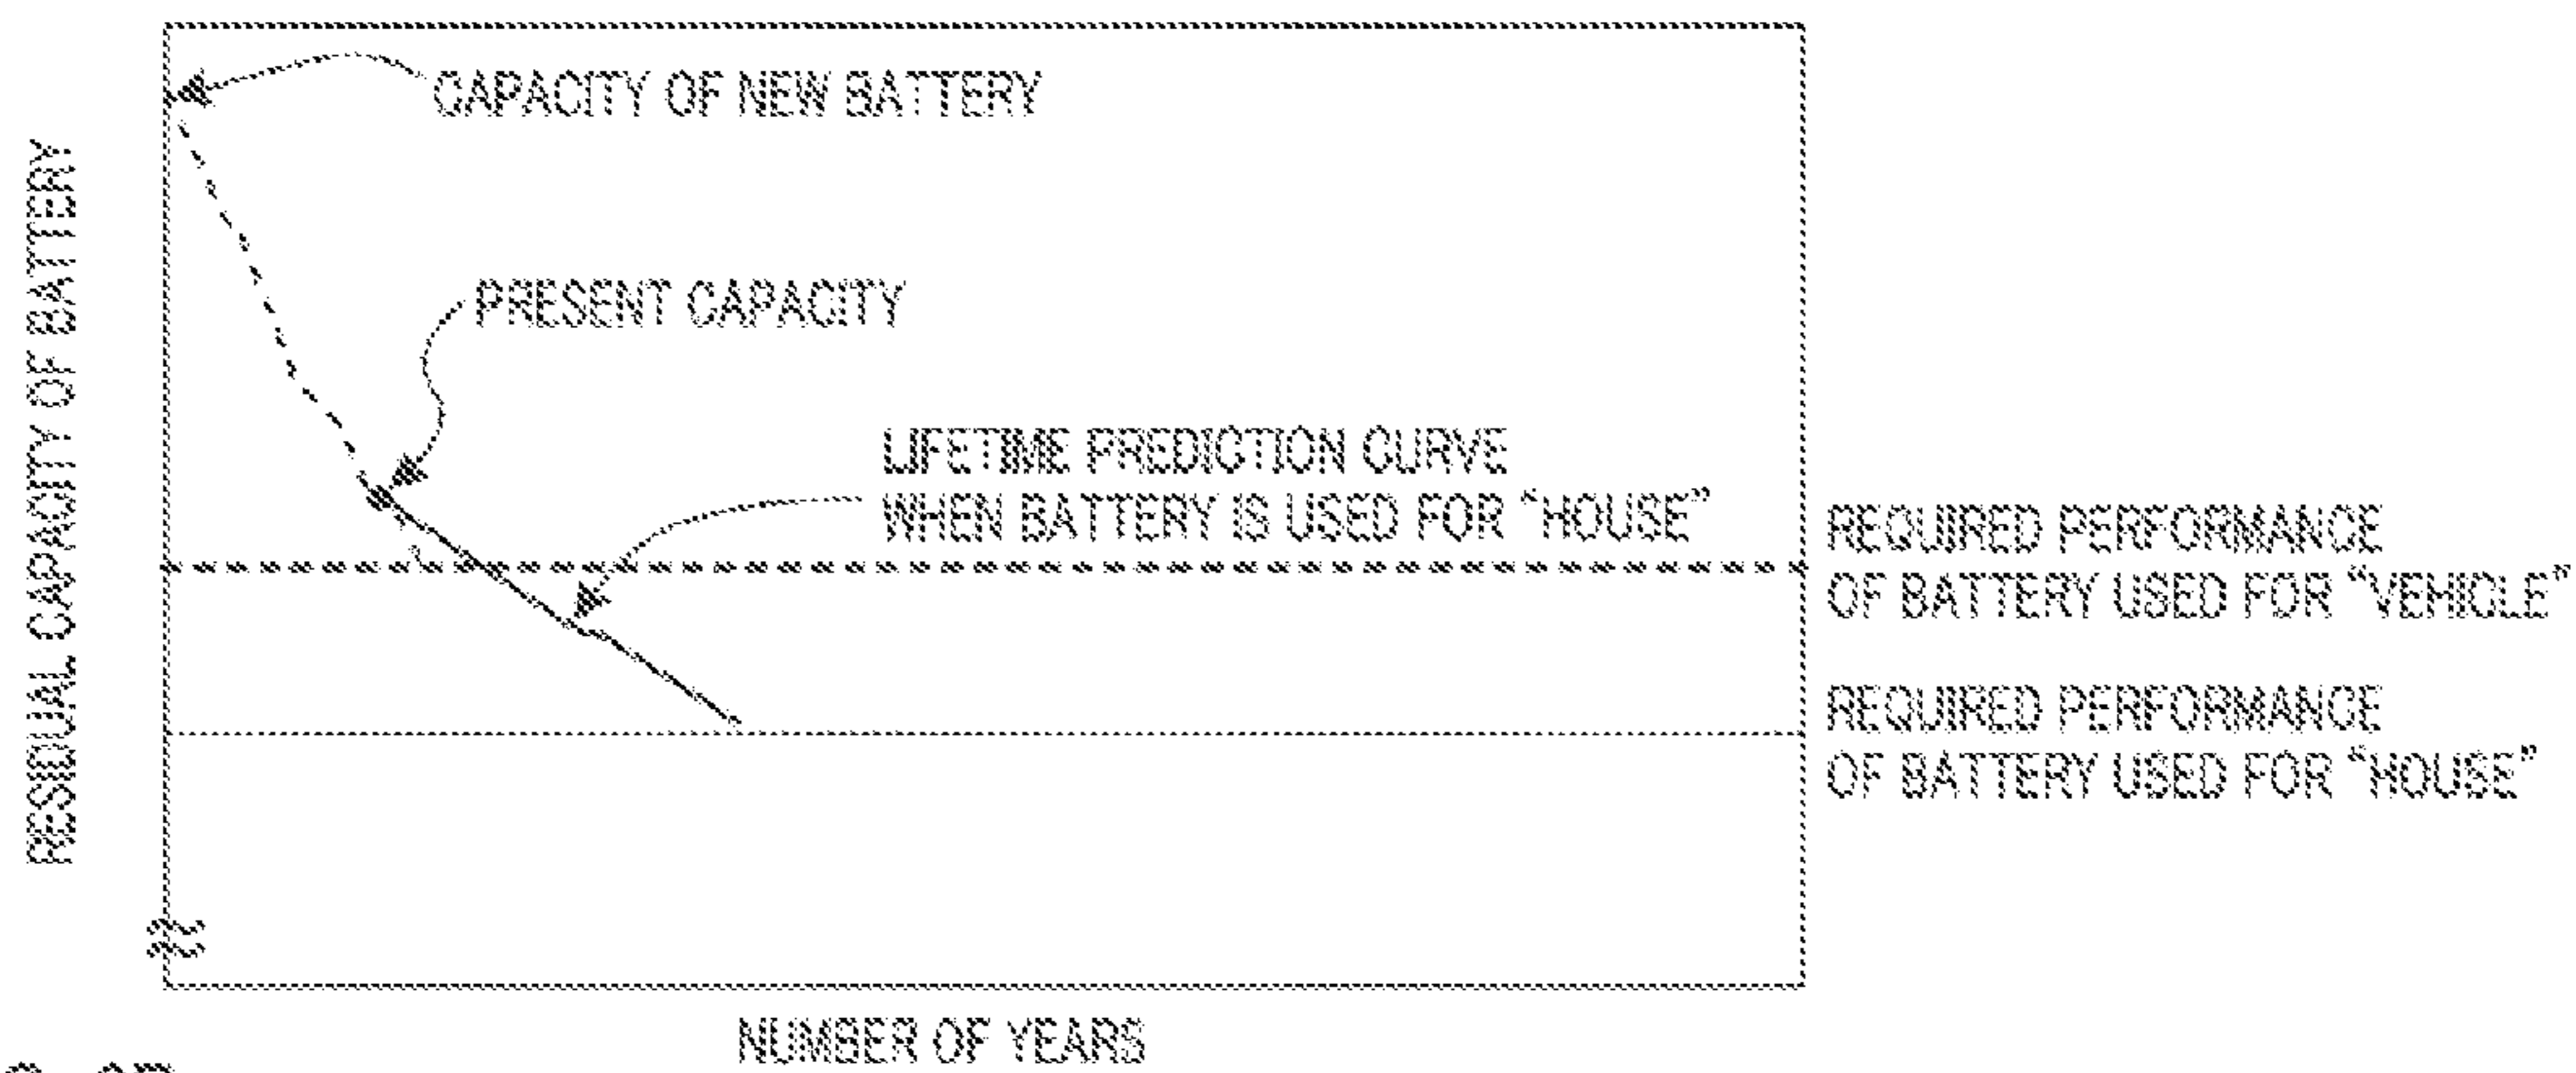 CAPACITY OF NEW BATTERY
RESIDUAL CAPACITY OF BATTERY
PRESENT CAPACITY
LIFETIME PREDICTION CURVE
WHEN BATTERY IS USED FOR “HOUSE”
REQUIRED PERFORMANCE
OF BATTERY USED FOR “VEHICLE”
REQUIRED PERFORMANCE
OF BATTERY USED FOR “HOUSE”
NUMBER OF YEARS